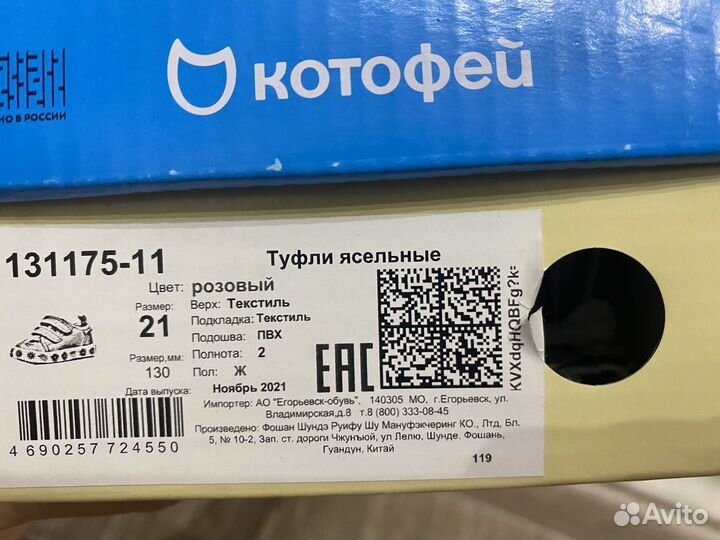 котофей
НО В РОССИИ
131175-11
Туфли ясельные
Цвет: розовый
Размер: Верх: Текстиль
21 Подкладка: Текстиль
Подошва: ПВХ
Размер,мм: Полнота: 2
130 Пол: Ж
Дата выпуска: Ноябрь 2021
EAC
KVXdqHQBFg?k=
Импортер: АО "Егорьевск-обувь", 140305 МО, г.Егорьевск, ул.
Владимирская,д.8 т.8 (800) 333-08-45
Произведено: Фошан Шундэ Руифу Шу Мануфэкчеринг КО., Лтд, Бл.
5, № 10-2, Зап. ст. дороги Чжунъюй, ул Лелю, Шунде, Фошань,
Гуандун, Китай
4 690257 724550
119
Avito